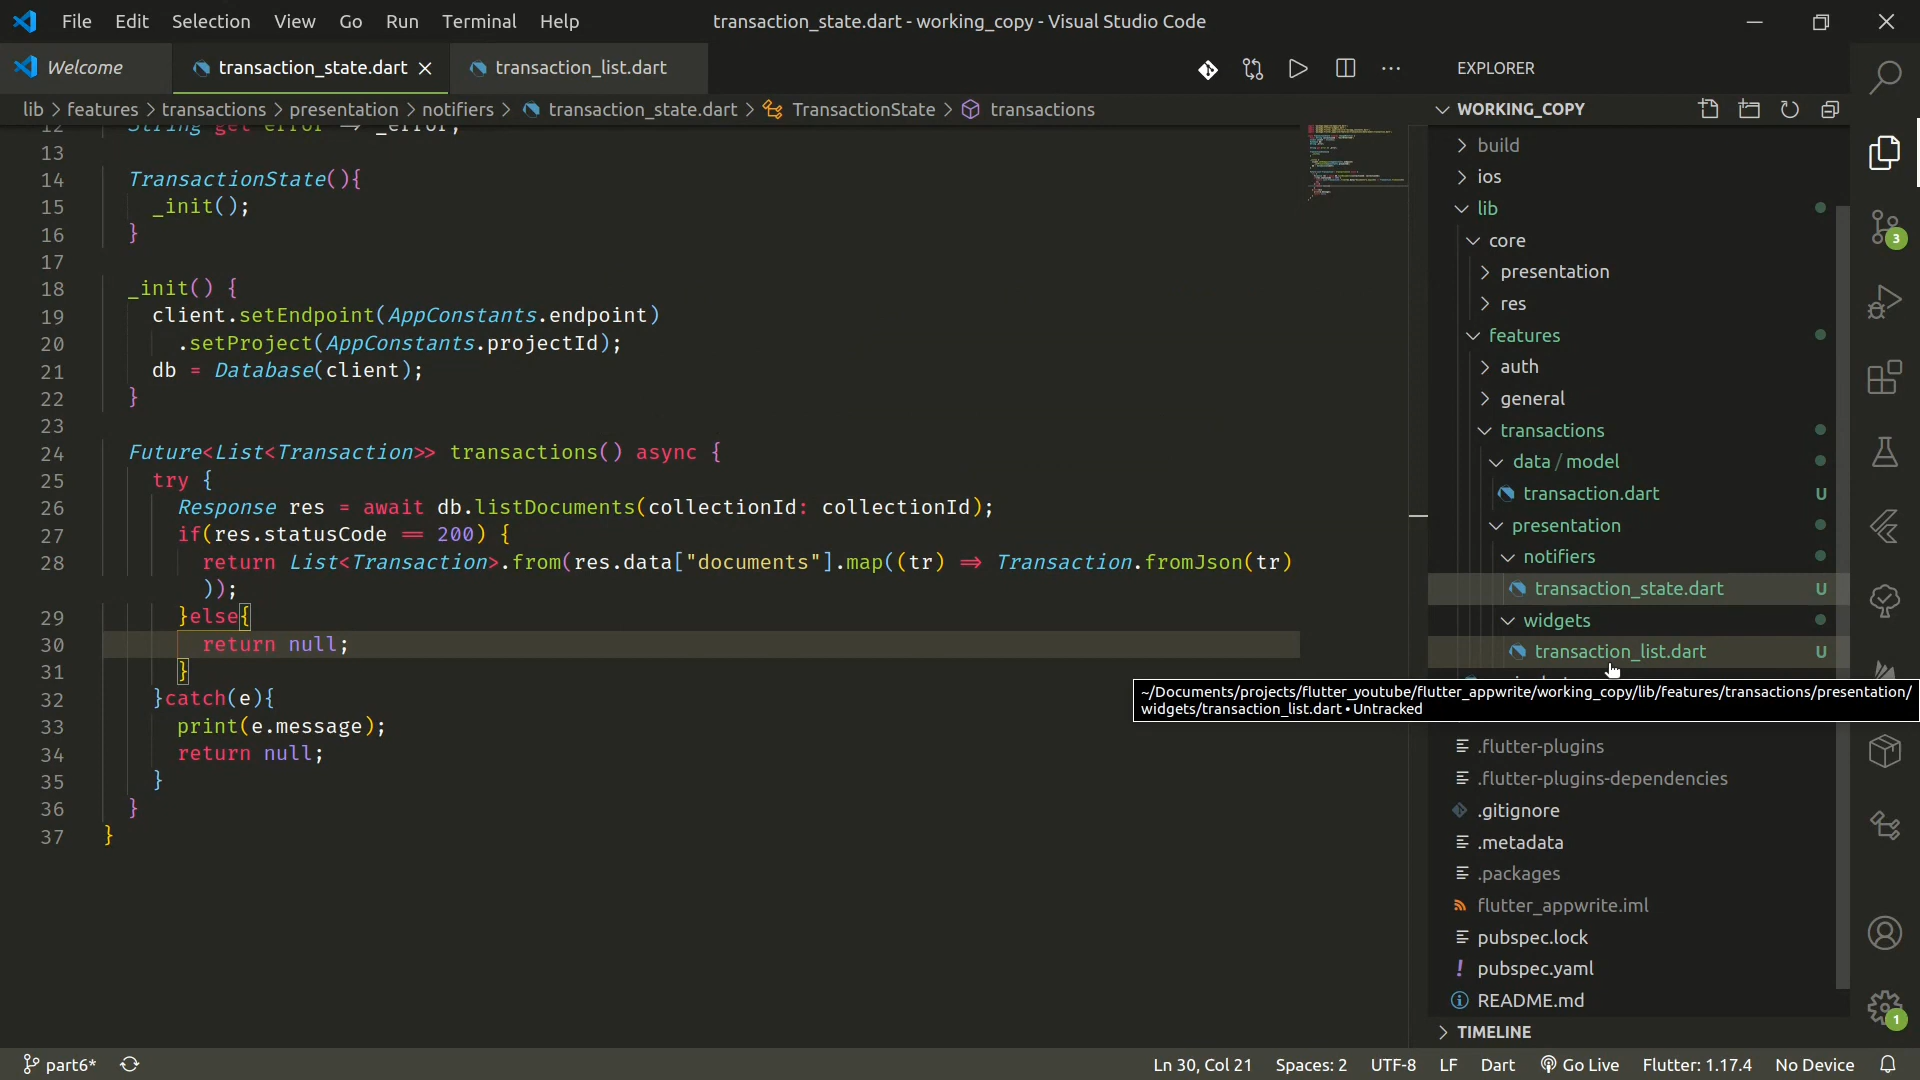 File Edit Selection View Go Run Terminal Help
transaction_state.dart - working_copy - Visual Studio Code
Welcome
transaction_state.dart
transaction_list.dart
EXPLORER
lib > features > transactions > presentation > notifiers > transaction_state.dart > TransactionState > transactions
12 String get error => _error;
13
14 TransactionState(){
15 _init();
16 }
17
18 _init() {
19 client.setEndpoint(AppConstants.endpoint)
20 .setProject(AppConstants.projectId);
21 db = Database(client);
22 }
23
24 Future<List<Transaction>> transactions() async {
25 try {
26 Response res = await db.listDocuments(collectionId: collectionId);
27 if(res.statusCode == 200) {
28 return List<Transaction>.from(res.data["documents"].map((tr) => Transaction.fromJson(tr)
));
29 }else{
30 return null;
31 }
32 }catch(e){
33 print(e.message);
34 return null;
35 }
36 }
37 }
WORKING_COPY
build
ios
lib
core
presentation
res
features
auth
general
transactions
data / model
transaction.dart U
presentation
notifiers
transaction_state.dart U
widgets
transaction_list.dart U
~/Documents/projects/flutter_youtube/flutter_appwrite/working_copy/lib/features/transactions/presentation/
widgets/transaction_list.dart • Untracked
.flutter-plugins
.flutter-plugins-dependencies
.gitignore
.metadata
.packages
flutter_appwrite.iml
pubspec.lock
! pubspec.yaml
README.md
TIMELINE
3
1
part6*
Ln 30, Col 21 Spaces: 2 UTF-8 LF Dart Go Live Flutter: 1.17.4 No Device